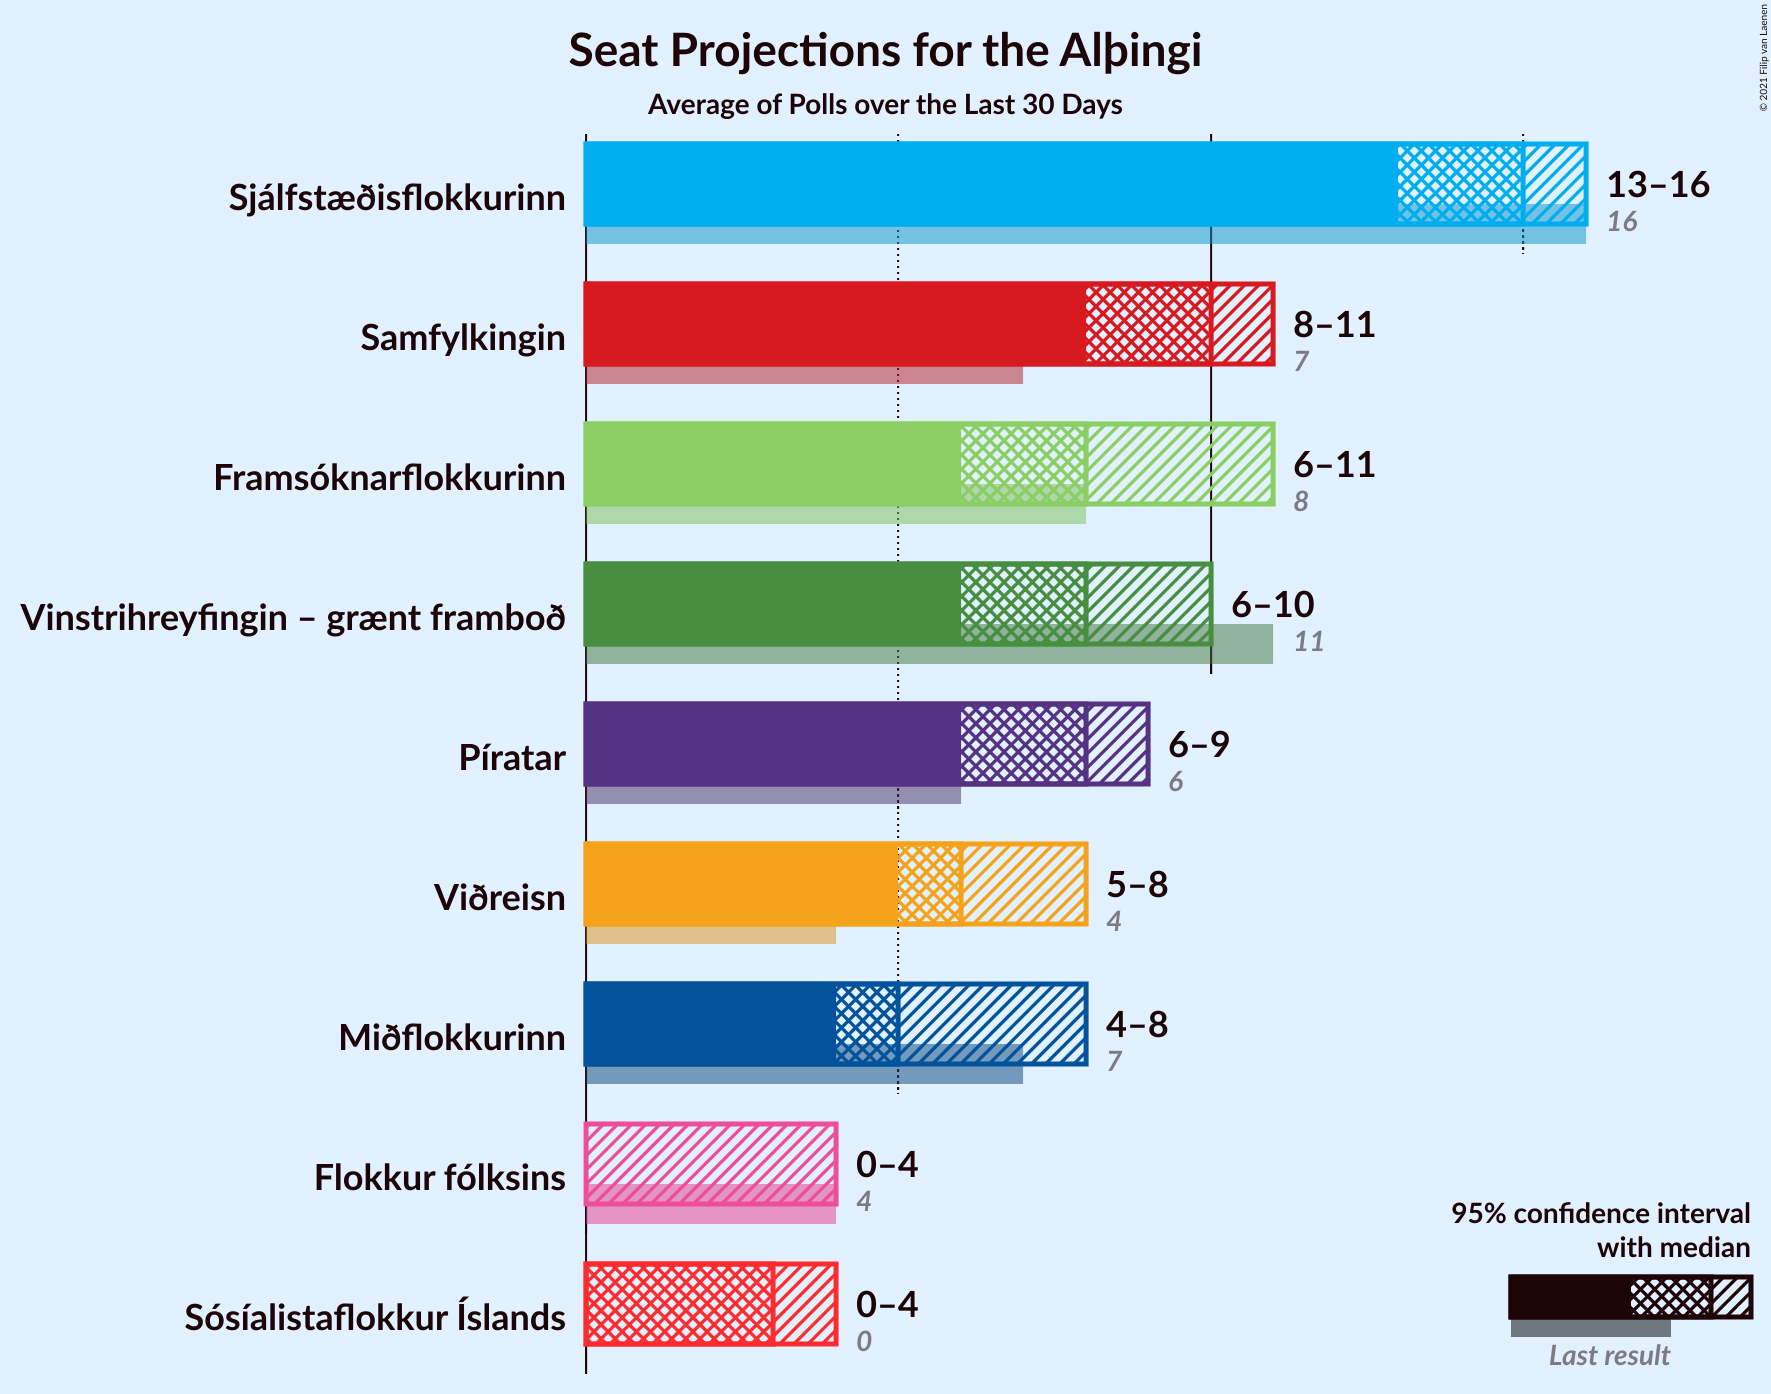 Seat Projections for the Alþingi
Average of Polls over the Last 30 Days
© 2021 Filip van Laenen
Sjálfstæðisflokkurinn
13–16
16
Samfylkingin
8–11
7
Framsóknarflokkurinn
6–11
8
Vinstrihreyfingin – grænt framboð
6–10
11
Píratar
6–9
6
Viðreisn
5–8
4
Miðflokkurinn
4–8
7
Flokkur fólksins
0–4
4
Sósíalistaflokkur Íslands
0–4
0
95% confidence interval
with median
Last result